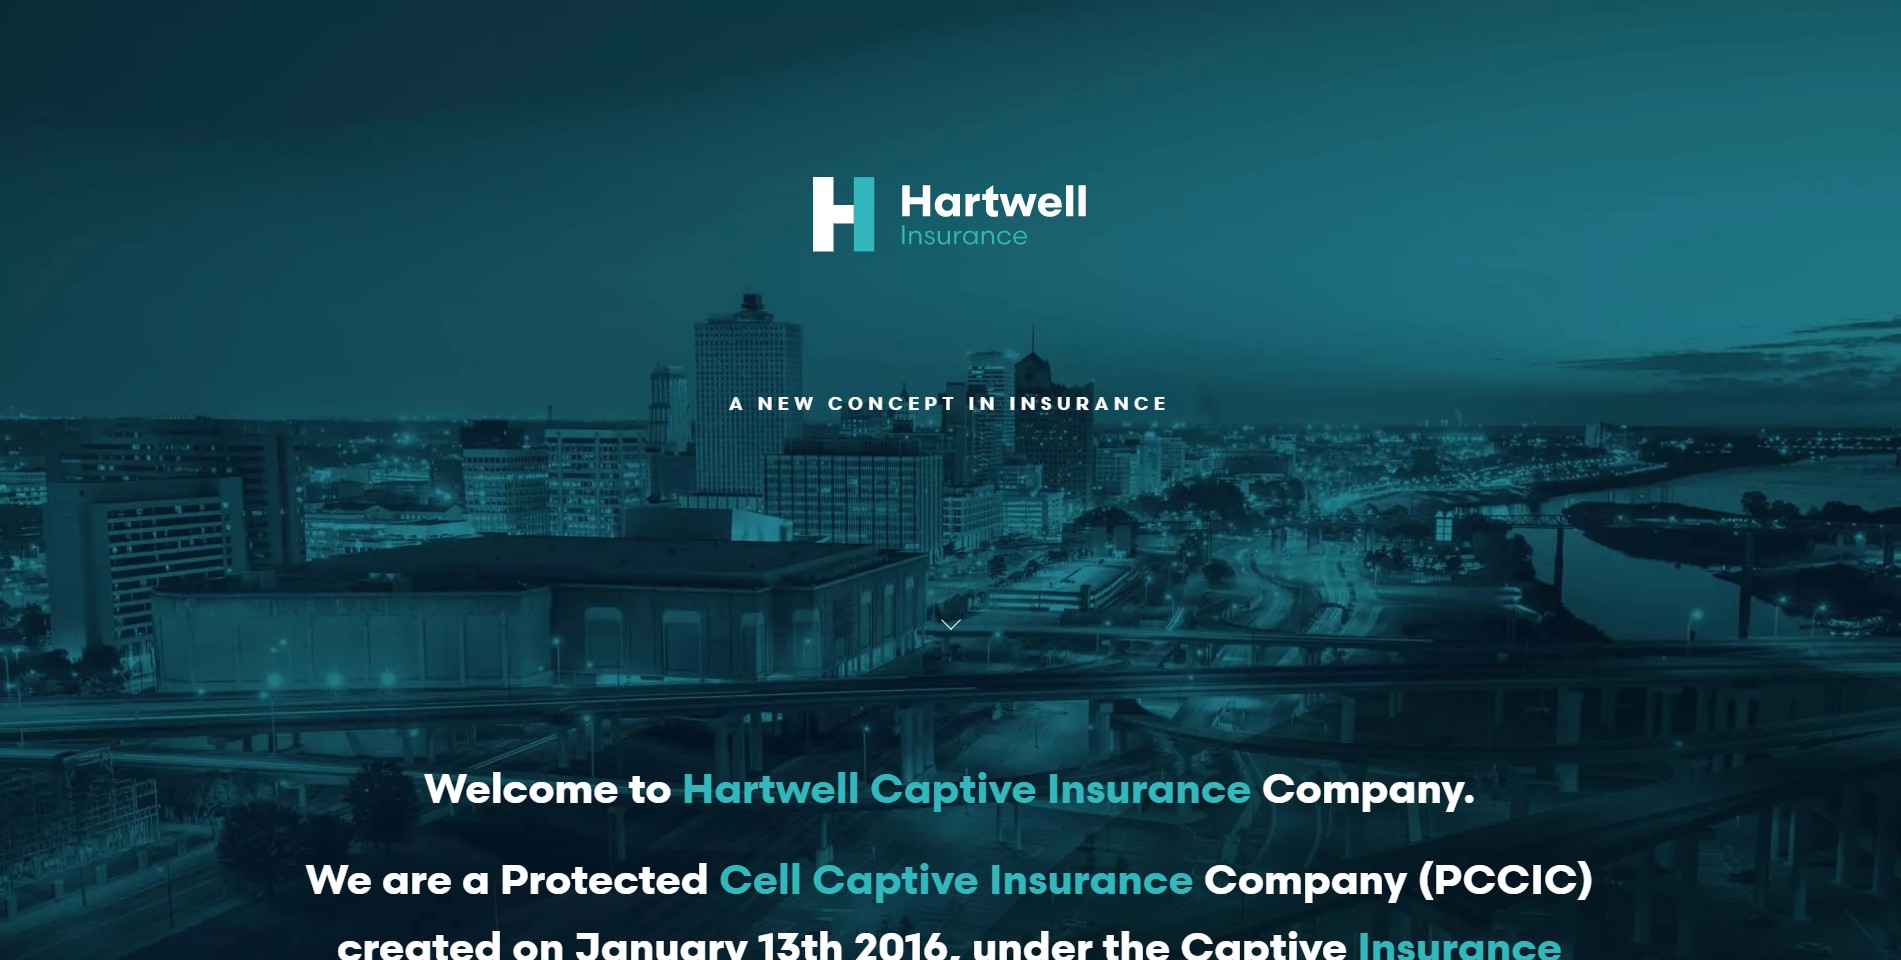 Hartwell
Insurance
A NEW CONCEPT IN INSURANCE
Welcome to Hartwell Captive Insurance Company.
We are a Protected Cell Captive Insurance Company (PCCIC)
created on January 13th 2016, under the Captive Insurance